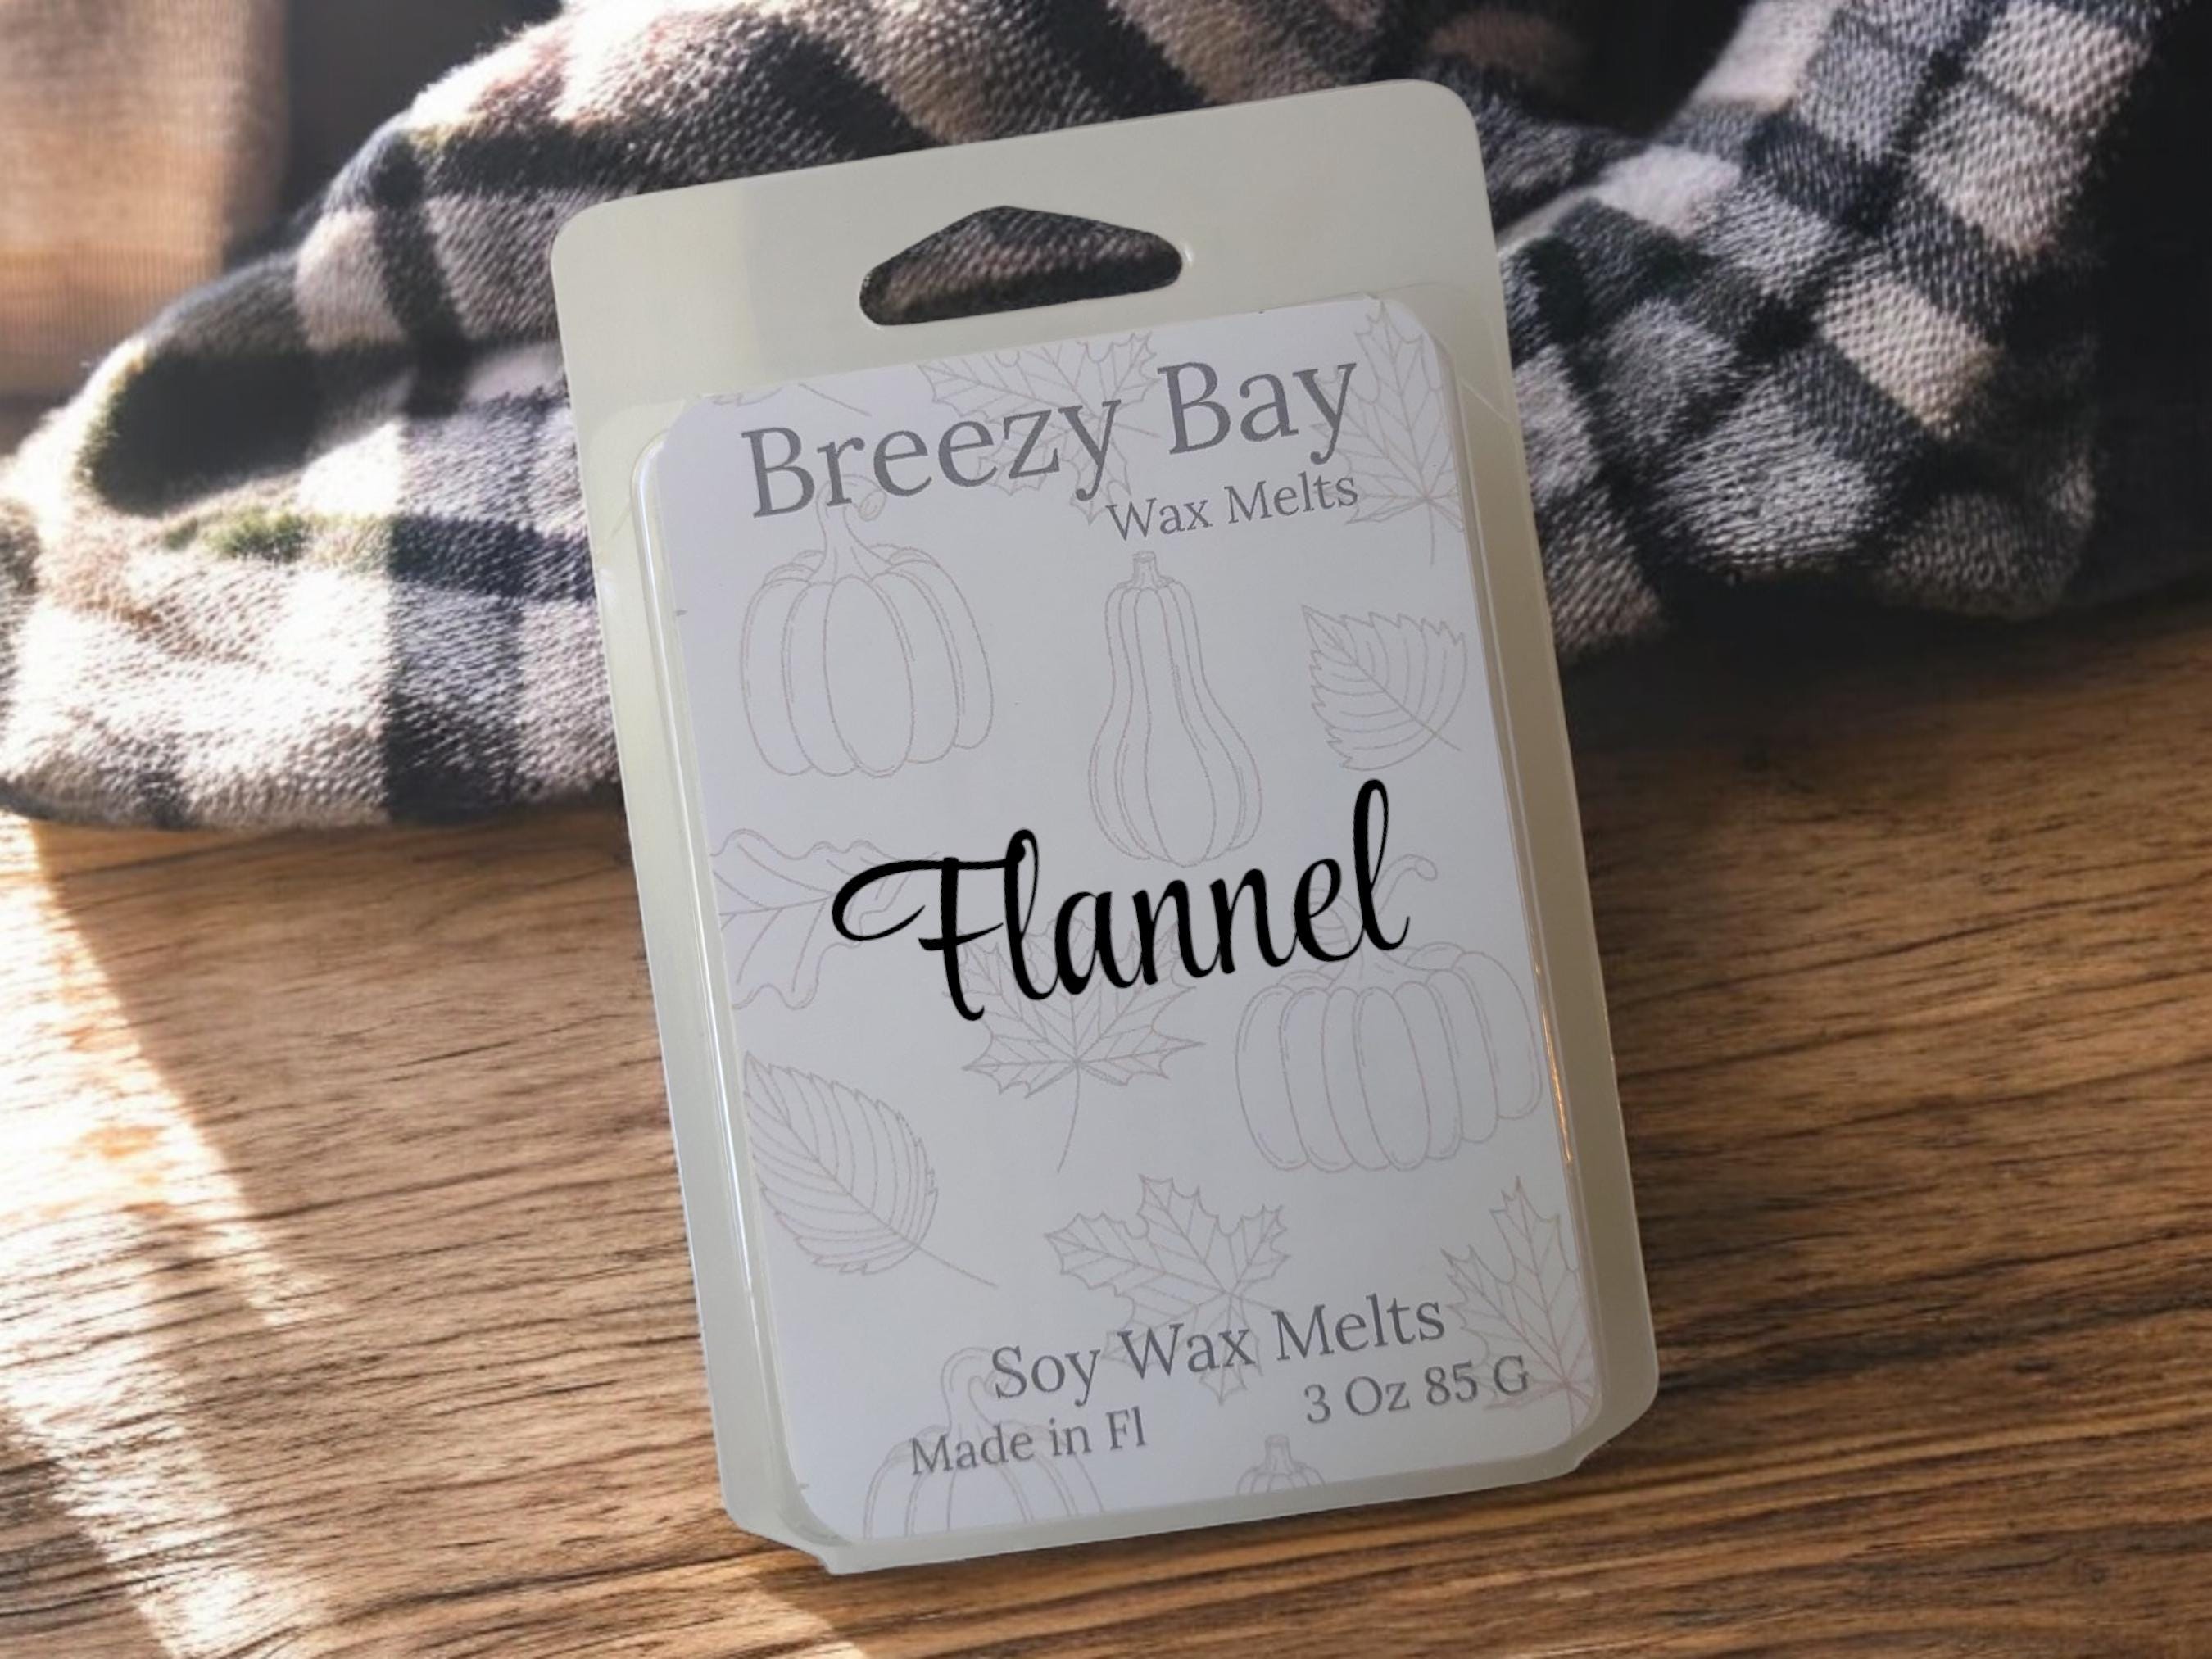 Breezy Bay
Wax Melts
Flannel
Soy Wax Melts
3 Oz 85 G
Made in Fl